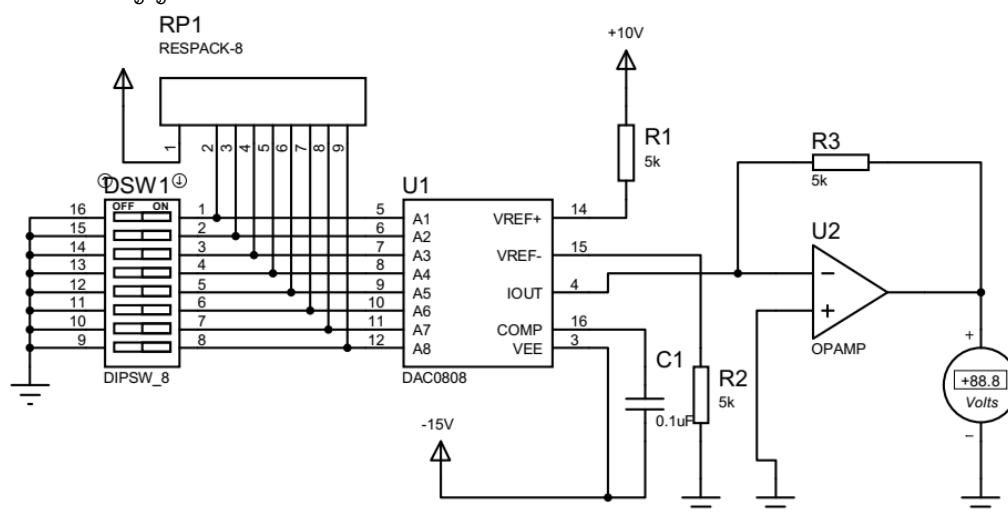 RP1
RESPACK-8
1
2
3
4
5
6
7
8
9
+10V
R1
5k
R3
5k
DSW1
OFF ON
16 1
15 2
14 3
13 4
12 5
11 6
10 7
9 8
DIPSW_8
U1
5 A1 VREF+ 14
6 A2
7 A3 VREF- 15
8 A4
9 A5 IOUT 4
10 A6
11 A7 COMP 16
12 A8 VEE 3
DAC0808
U2
OPAMP
C1
0.1uF
R2
5k
-15V
+
+88.8
Volts